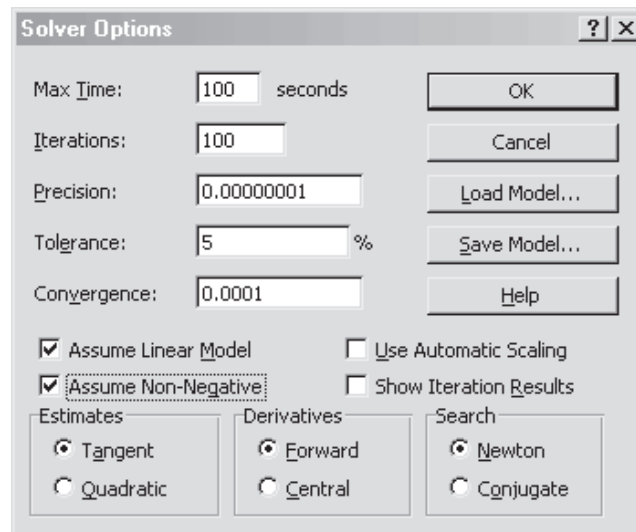 Solver Options
Max Time: 100 seconds
OK
Iterations: 100
Cancel
Precision: 0.00000001
Load Model...
Tolerance: 5 %
Save Model...
Convergence: 0.0001
Help
Assume Linear Model
Use Automatic Scaling
Assume Non-Negative
Show Iteration Results
Estimates
Derivatives
Search
Tangent
Forward
Newton
Quadratic
Central
Conjugate